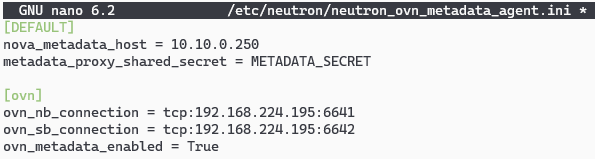 GNU nano 6.2 /etc/neutron/neutron_ovn_metadata_agent.ini *
[DEFAULT]
nova_metadata_host = 10.10.0.250
metadata_proxy_shared_secret = METADATA_SECRET
[ovn]
ovn_nb_connection = tcp:192.168.224.195:6641
ovn_sb_connection = tcp:192.168.224.195:6642
ovn_metadata_enabled = True